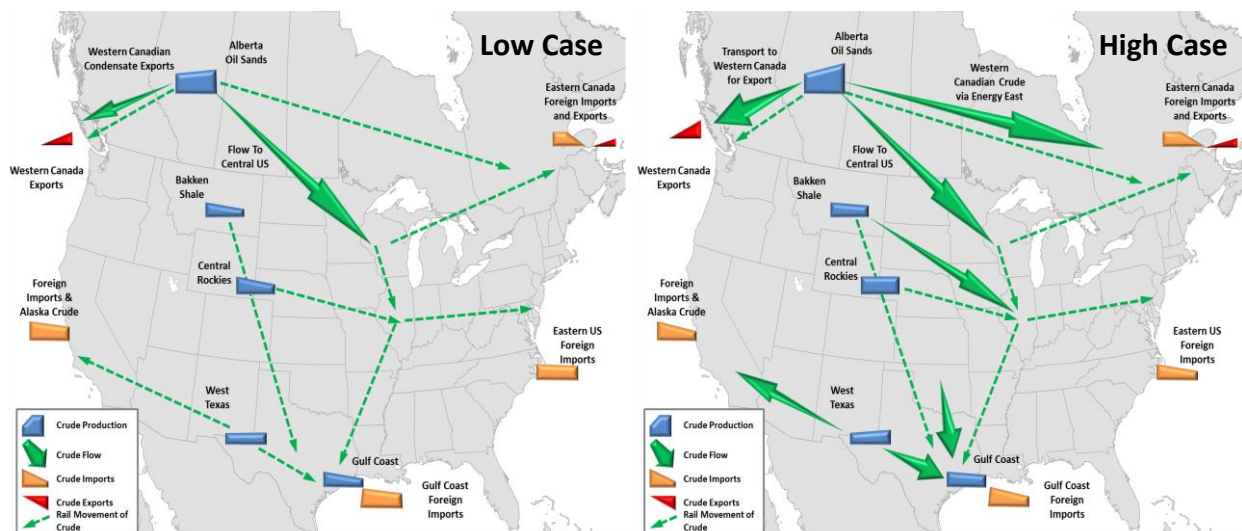 Low Case
Western Canadian
Condensate Exports
Alberta
Oil Sands
Eastern Canada
Foreign Imports
and Exports
Western Canada
Exports
Flow To
Central US
Bakken
Shale
Central
Rockies
Foreign
Imports &
Alaska Crude
Eastern US
Foreign
Imports
West
Texas
Gulf Coast
Gulf Coast
Foreign
Imports
Crude Production
Crude Flow
Crude Imports
Crude Exports
Rail Movement of
Crude
High Case
Transport to
Western Canada
for Export
Alberta
Oil Sands
Western
Canadian Crude
via Energy East
Eastern Canada
Foreign Imports
and Exports
Western Canada
Exports
Flow To
Central US
Bakken
Shale
Central
Rockies
Foreign
Imports &
Alaska Crude
Eastern US
Foreign
Imports
West
Texas
Gulf Coast
Gulf Coast
Foreign
Imports
Crude Production
Crude Flow
Crude Imports
Crude Exports
Rail Movement of
Crude